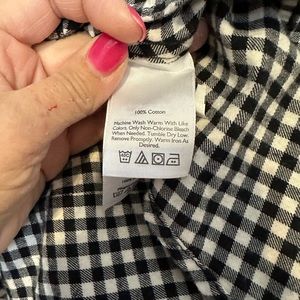 100% Cotton
Machine Wash Warm With Like
Colors. Only Non-Chlorine Bleach
When Needed. Tumble Dry Low.
Remove Promptly. Warm Iron As
Desired.